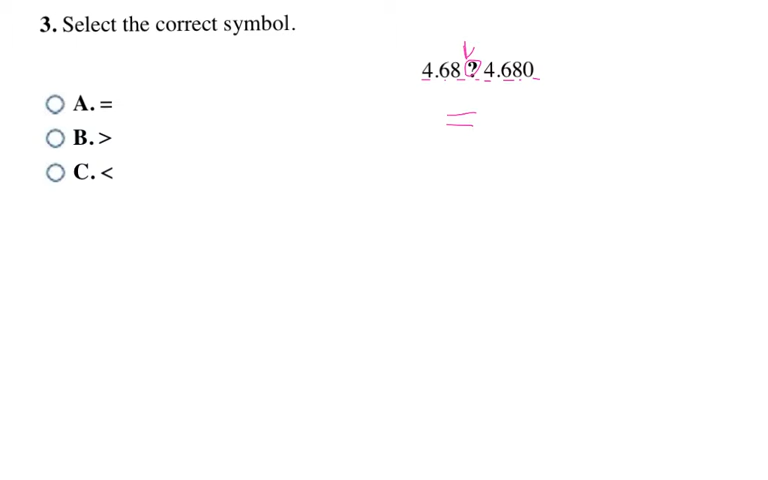 3. Select the correct symbol.
4.68 ? 4.680
=
A. =
B. >
C. <